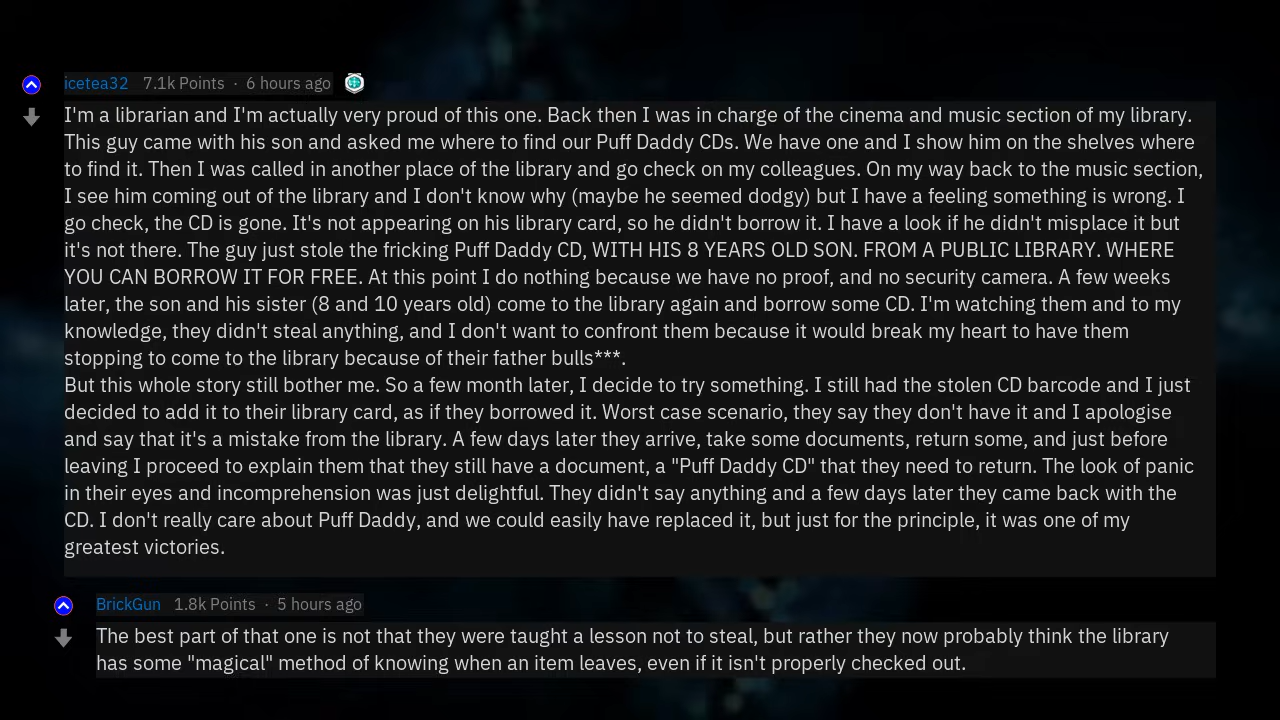 icetea32 7.1k Points · 6 hours ago
I'm a librarian and I'm actually very proud of this one. Back then I was in charge of the cinema and music section of my library.
This guy came with his son and asked me where to find our Puff Daddy CDs. We have one and I show him on the shelves where
to find it. Then I was called in another place of the library and go check on my colleagues. On my way back to the music section,
I see him coming out of the library and I don't know why (maybe he seemed dodgy) but I have a feeling something is wrong. I
go check, the CD is gone. It's not appearing on his library card, so he didn't borrow it. I have a look if he didn't misplace it but
it's not there. The guy just stole the fricking Puff Daddy CD, WITH HIS 8 YEARS OLD SON. FROM A PUBLIC LIBRARY. WHERE
YOU CAN BORROW IT FOR FREE. At this point I do nothing because we have no proof, and no security camera. A few weeks
later, the son and his sister (8 and 10 years old) come to the library again and borrow some CD. I'm watching them and to my
knowledge, they didn't steal anything, and I don't want to confront them because it would break my heart to have them
stopping to come to the library because of their father bulls***.
But this whole story still bother me. So a few month later, I decide to try something. I still had the stolen CD barcode and I just
decided to add it to their library card, as if they borrowed it. Worst case scenario, they say they don't have it and I apologise
and say that it's a mistake from the library. A few days later they arrive, take some documents, return some, and just before
leaving I proceed to explain them that they still have a document, a "Puff Daddy CD" that they need to return. The look of panic
in their eyes and incomprehension was just delightful. They didn't say anything and a few days later they came back with the
CD. I don't really care about Puff Daddy, and we could easily have replaced it, but just for the principle, it was one of my
greatest victories.
BrickGun 1.8k Points · 5 hours ago
The best part of that one is not that they were taught a lesson not to steal, but rather they now probably think the library
has some "magical" method of knowing when an item leaves, even if it isn't properly checked out.